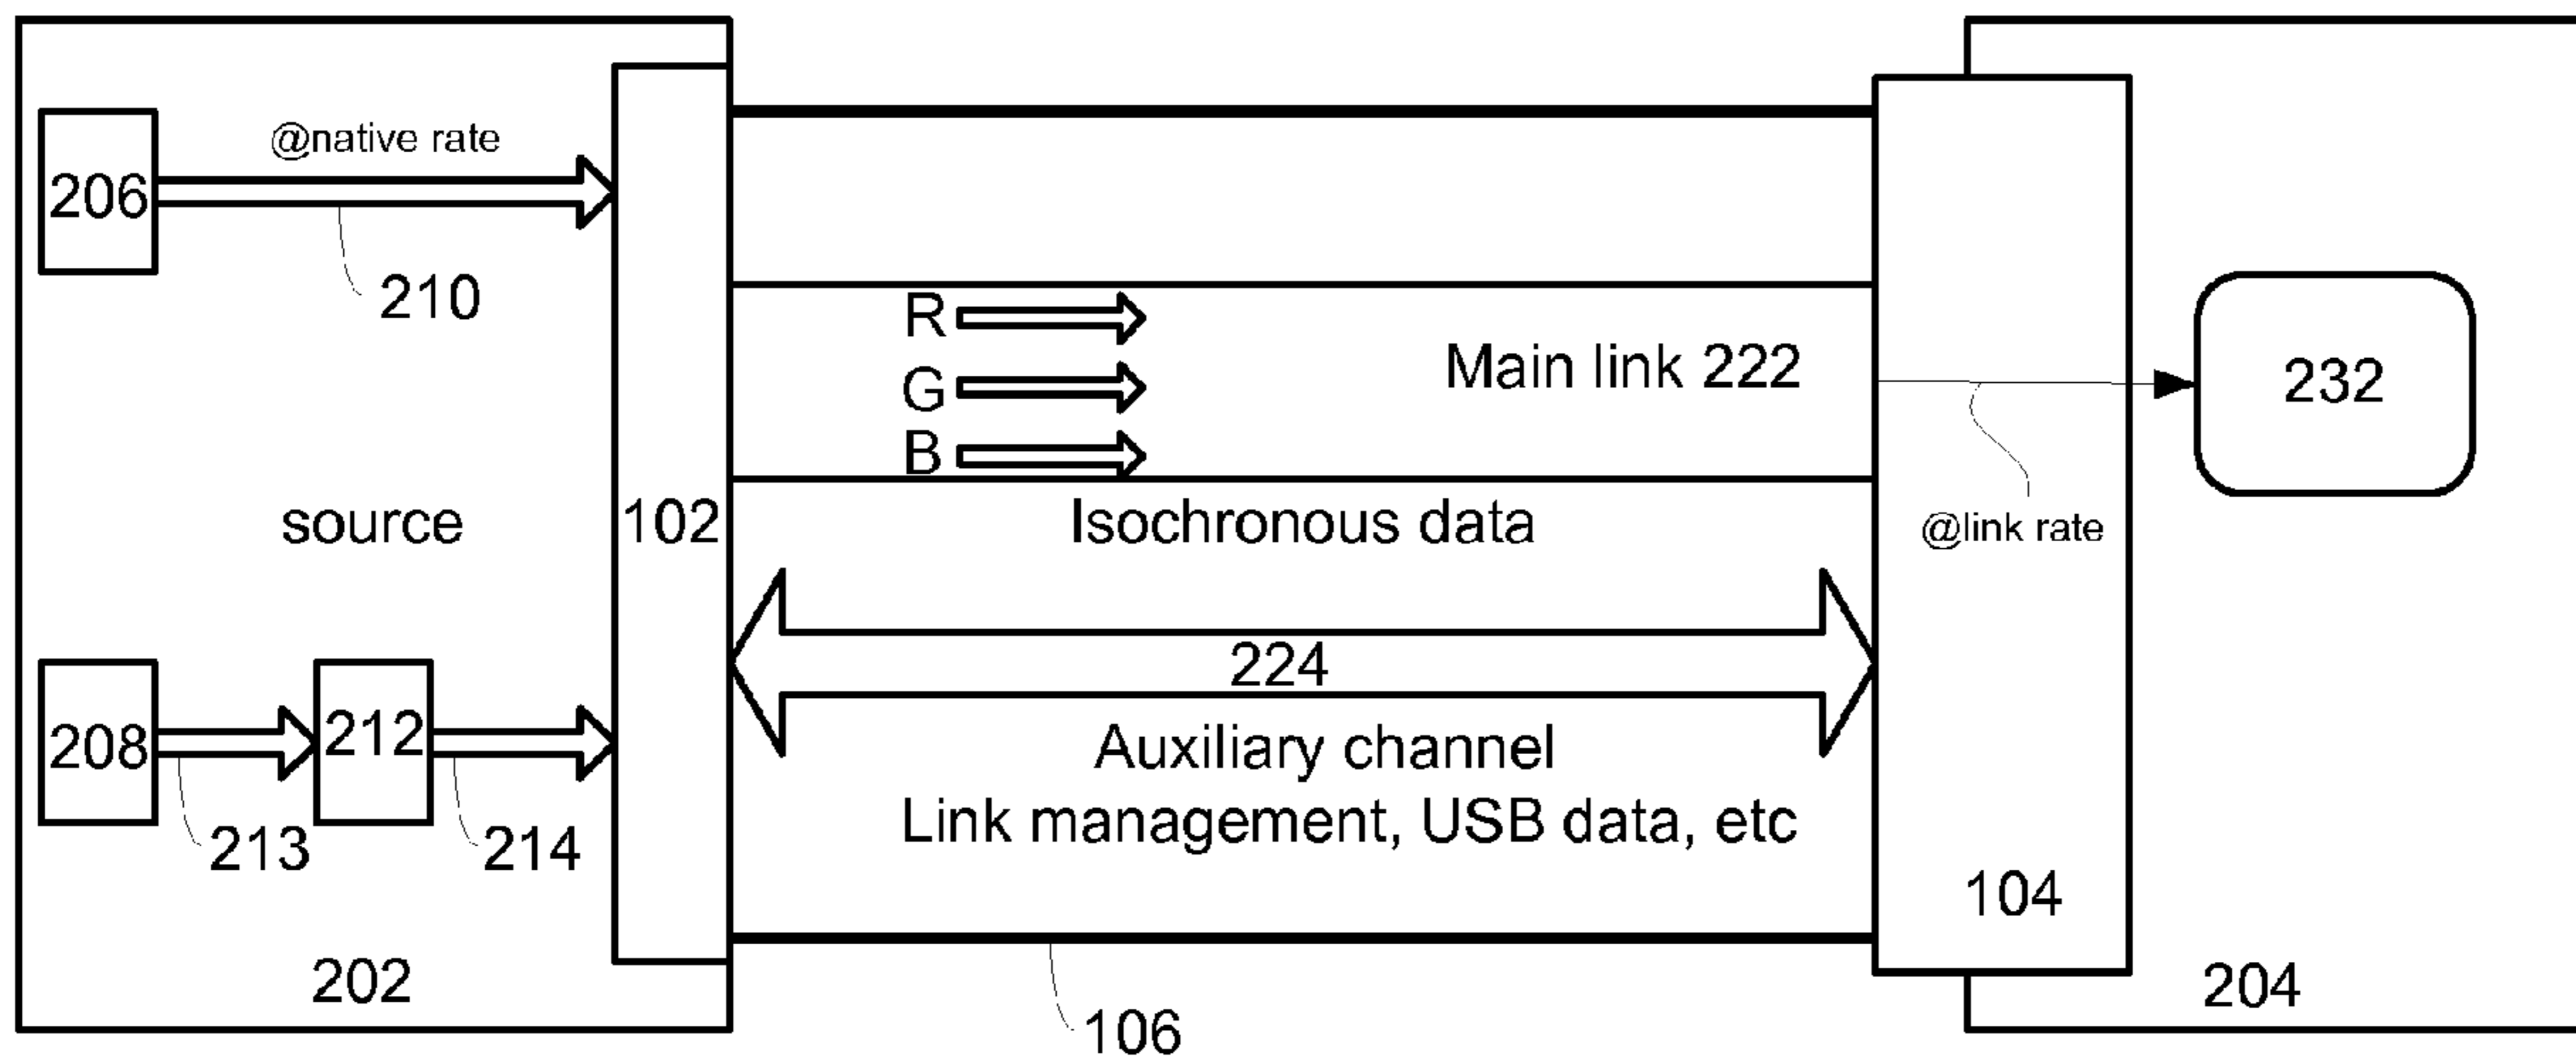 @native rate
206
210
R
G
B
Main link 222
232
source
102
Isochronous data
@link rate
224
208
212
213
214
Auxiliary channel
Link management, USB data, etc
104
202
204
106